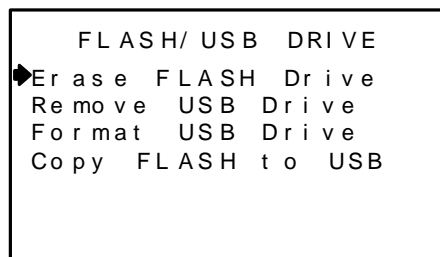 FLASH/USB DRIVE
Erase FLASH Drive
Remove USB Drive
Format USB Drive
Copy FLASH to USB